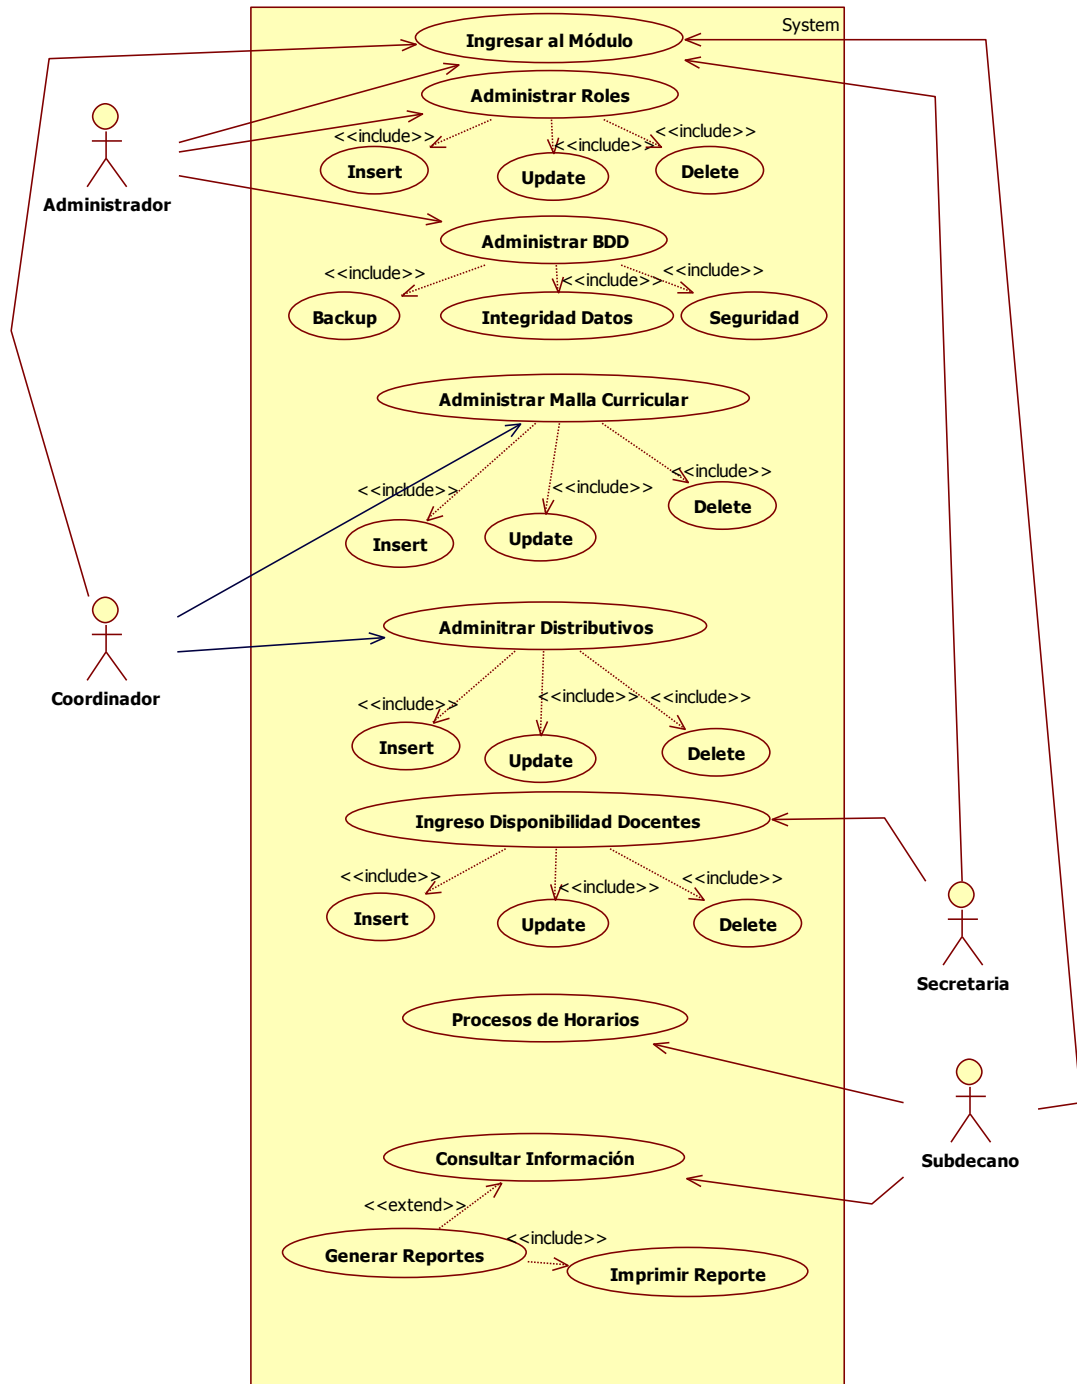 System
Ingresar al Módulo
Administrar Roles
<<include>>
<<include>>
<<include>>
Insert
Update
Delete
Administrador
Administrar BDD
<<include>>
<<include>>
<<include>>
Backup
Integridad Datos
Seguridad
Administrar Malla Curricular
<<include>>
<<include>>
<<include>>
Insert
Update
Delete
Adminitrar Distributivos
Coordinador
<<include>>
<<include>>
<<include>>
Insert
Update
Delete
Ingreso Disponibilidad Docentes
<<include>>
<<include>>
<<include>>
Insert
Update
Delete
Secretaria
Procesos de Horarios
Consultar Información
Subdecano
<<extend>>
<<include>>
Generar Reportes
Imprimir Reporte